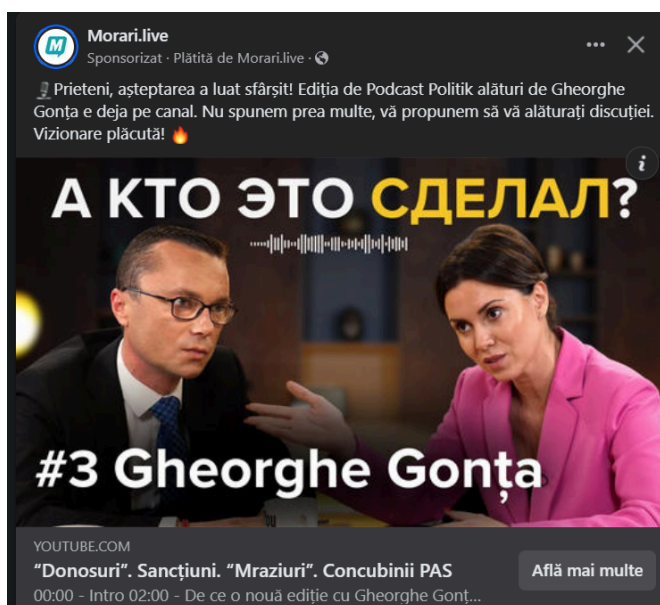 Morari.live
Sponsorizat · Plătită de Morari.live ·
Prieteni, așteptarea a luat sfârșit! Ediția de Podcast Politik alături de Gheorghe
Gonța e deja pe canal. Nu spunem prea multe, vă propunem să vă alăturați discuției.
Vizionare plăcută!
А КТО ЭТО СДЕЛАЛ?
#3 Gheorghe Gonța
YOUTUBE.COM
“Donosuri”. Sancțiuni. “Mraziuri”. Concubinii PAS
Află mai multe
00:00 - Intro 02:00 - De ce o nouă ediție cu Gheorghe Gonț...